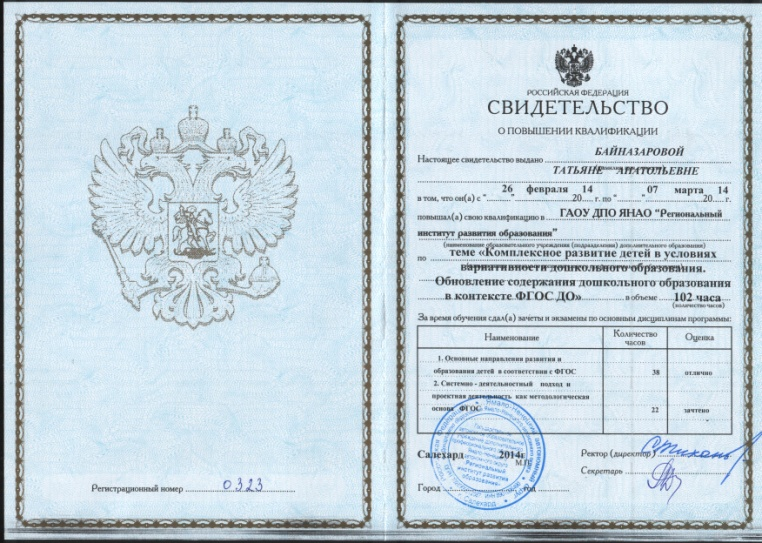 Регистрационный номер 0323
РОССИЙСКАЯ ФЕДЕРАЦИЯ
СВИДЕТЕЛЬСТВО
О ПОВЫШЕНИИ КВАЛИФИКАЦИИ
БАЙНАЗАРОВОЙ
Настоящее свидетельство выдано
ТАТЬЯНЕ АНАТОЛЬЕВНЕ
26 февраля 14 07 марта 14
в том, что он(а) с "....." 20.... г. по "....." 20.... г.
повышал(а) свою квалификацию в ГАОУ ДПО ЯНАО "Региональный
институт развития образования"
(наименование образовательного учреждения (подразделения) дополнительного образования)
по теме «Комплексное развитие детей в условиях
вариативности дошкольного образования.
Обновление содержания дошкольного образования
в контексте ФГОС ДО» в объеме 102 часа
(количество часов)
За время обучения сдал(а) зачеты и экзамены по основным дисциплинам программы:
Наименование Количество часов Оценка
1. Основные направления развития и
образования детей в соответствии с ФГОС 38 отлично
2. Системно - деятельностный подход и
проектная деятельность как методологическая
основа ФГОС 22 зачтено
Салехард 2014г
М.П.
Ректор (директор)
Секретарь
Город год
Региональный
институт развития
образования